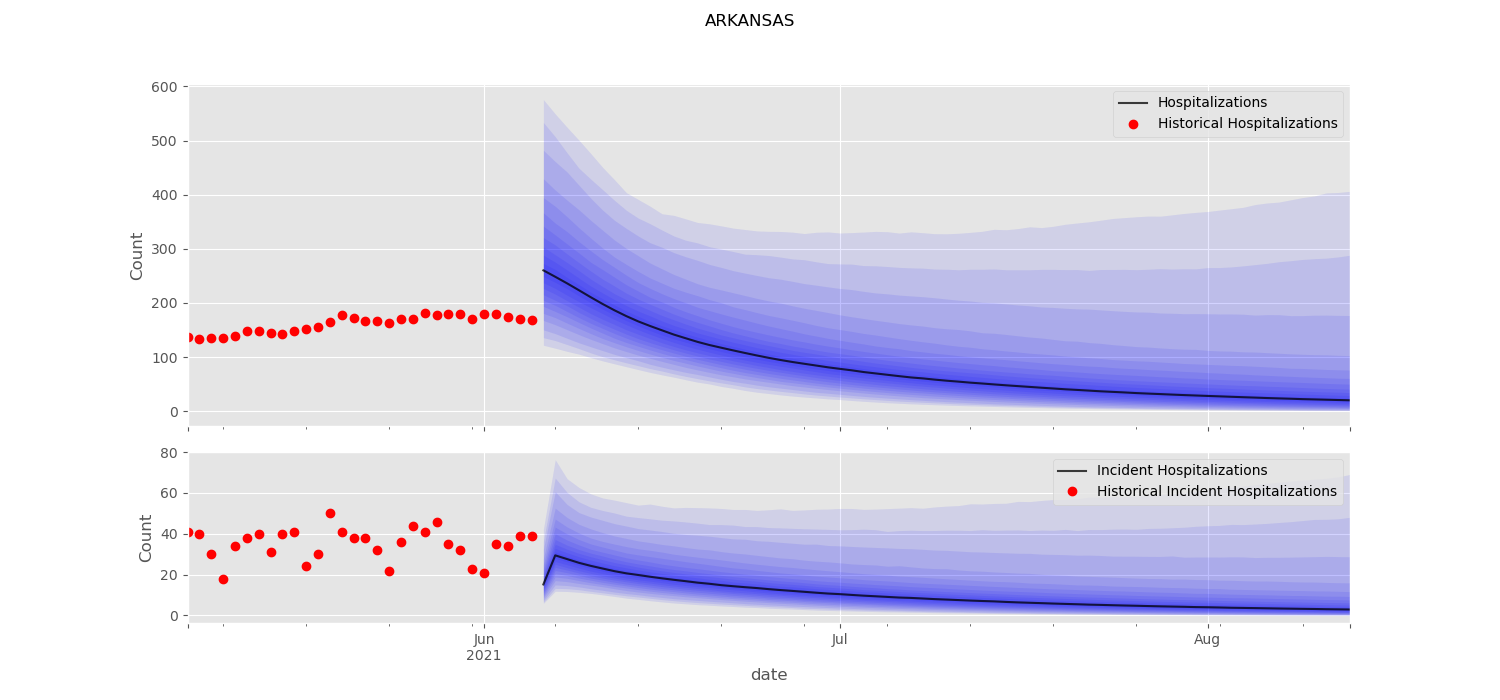 ARKANSAS
600
500
400
300
200
100
0
Count
Hospitalizations
Historical Hospitalizations
80
60
40
20
0
Count
Incident Hospitalizations
Historical Incident Hospitalizations
Jun
2021
Jul
Aug
date